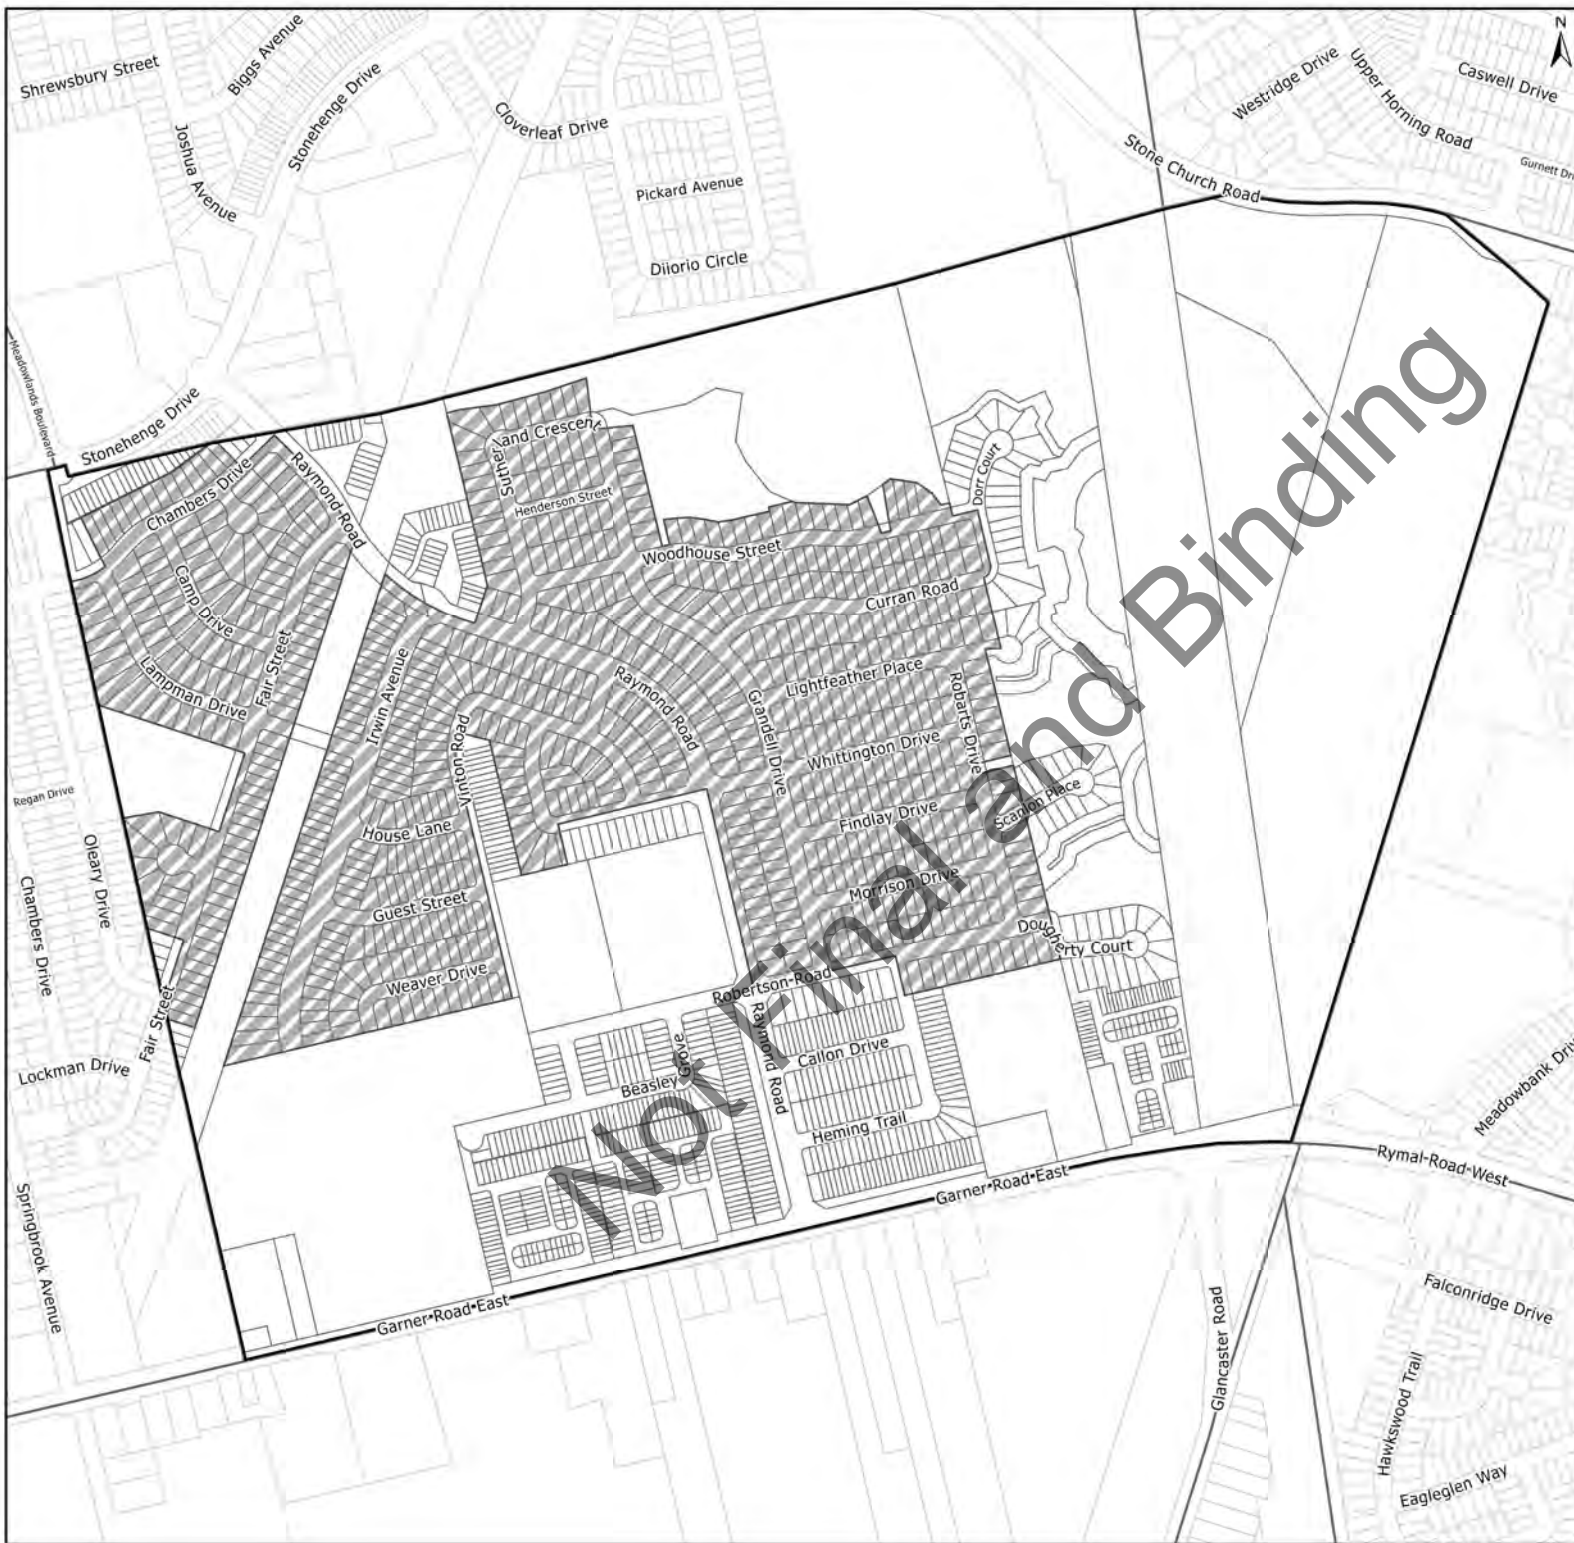 N
Shrewsbury Street
Biggs Avenue
Stonehenge Drive
Joshua Avenue
Cloverleaf Drive
Pickard Avenue
Diiorio Circle
Westridge Drive
Upper Horning Road
Caswell Drive
Gurnett Dri
Stone Church Road
Meadowlands Boulevard
Stonehenge Drive
Chambers Drive
Raymond Road
Camp Drive
Lampman Drive
Fair Street
Irwin Avenue
Henderson Street
Woodhouse Street
Dorr Court
Curran Road
Lightfeather Place
Raymond Road
Grandell Drive
Roberts Drive
Whittington Drive
Vinton Road
House Lane
Findlay Drive
Scanlon Place
Regan Drive
Oleary Drive
Chambers Drive
Guest Street
Morrison Drive
Weaver Drive
Robertson Road
Fair Street
Lockman Drive
Raymond Road
Callon Drive
Beasley Grove
Heming Trail
Meadowbank Driv
Rymal Road West
Garner Road East
Springbrook Avenue
Garner Road East
Glancaster Road
Falconridge Drive
Hawkswood Trail
Eagleglen Way
Not Final and Binding